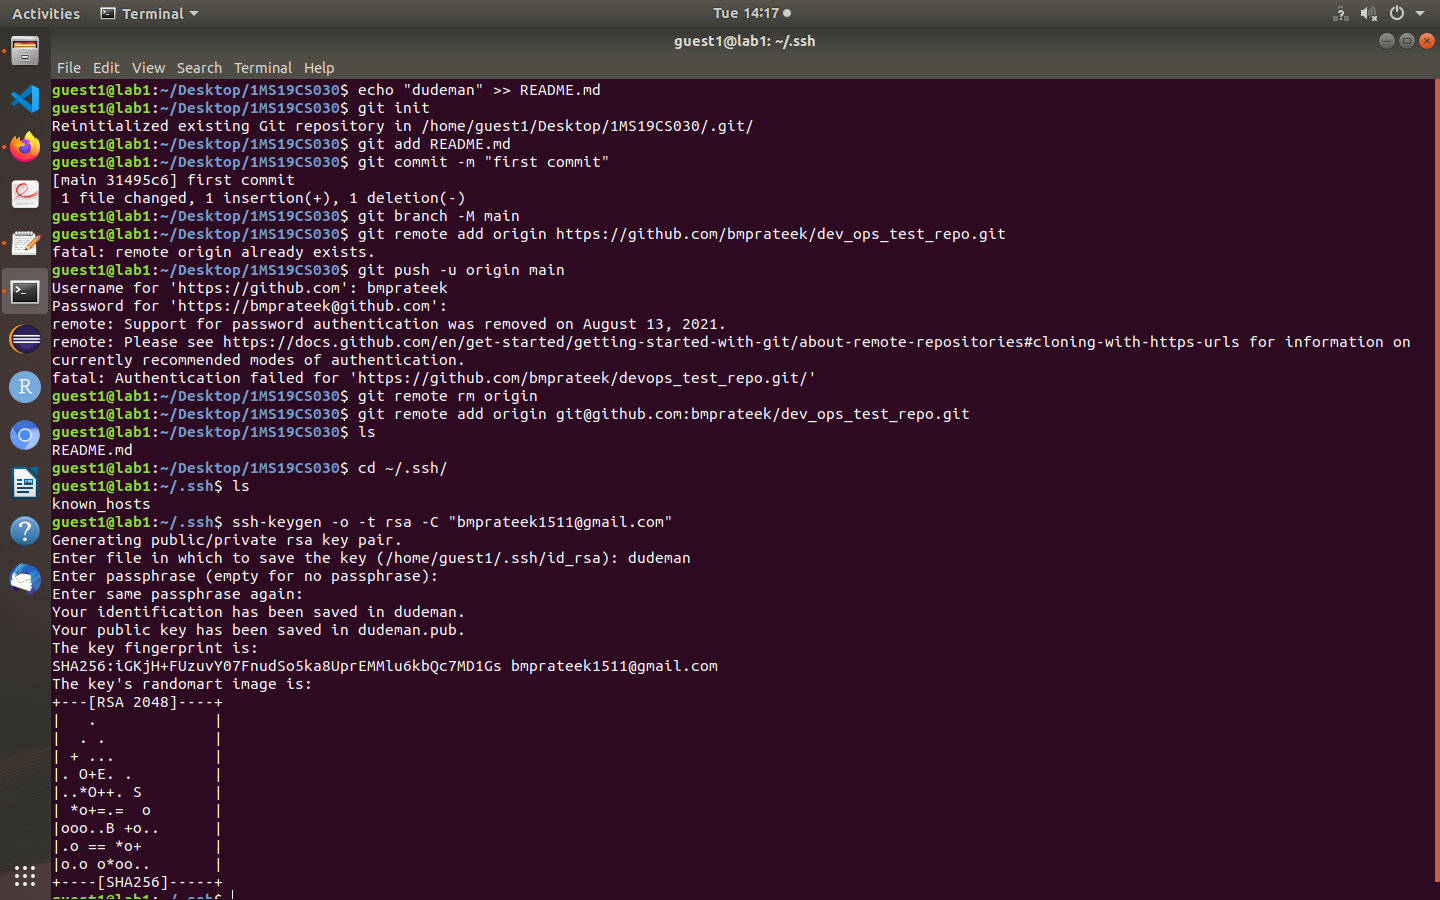 Activities
Terminal
Tue 14:17
guest1@lab1: ~/.ssh
File Edit View Search Terminal Help
guest1@lab1:~/Desktop/1MS19CS030$ echo "dudeman" >> README.md
guest1@lab1:~/Desktop/1MS19CS030$ git init
Reinitialized existing Git repository in /home/guest1/Desktop/1MS19CS030/.git/
guest1@lab1:~/Desktop/1MS19CS030$ git add README.md
guest1@lab1:~/Desktop/1MS19CS030$ git commit -m "first commit"
[main 31495c6] first commit
 1 file changed, 1 insertion(+), 1 deletion(-)
guest1@lab1:~/Desktop/1MS19CS030$ git branch -M main
guest1@lab1:~/Desktop/1MS19CS030$ git remote add origin https://github.com/bmprateek/dev_ops_test_repo.git
fatal: remote origin already exists.
guest1@lab1:~/Desktop/1MS19CS030$ git push -u origin main
Username for 'https://github.com': bmprateek
Password for 'https://bmprateek@github.com':
remote: Support for password authentication was removed on August 13, 2021.
remote: Please see https://docs.github.com/en/get-started/getting-started-with-git/about-remote-repositories#cloning-with-https-urls for information on
currently recommended modes of authentication.
fatal: Authentication failed for 'https://github.com/bmprateek/devops_test_repo.git/'
guest1@lab1:~/Desktop/1MS19CS030$ git remote rm origin
guest1@lab1:~/Desktop/1MS19CS030$ git remote add origin git@github.com:bmprateek/dev_ops_test_repo.git
guest1@lab1:~/Desktop/1MS19CS030$ ls
README.md
guest1@lab1:~/Desktop/1MS19CS030$ cd ~/.ssh/
guest1@lab1:~/.ssh$ ls
known_hosts
guest1@lab1:~/.ssh$ ssh-keygen -o -t rsa -C "bmprateek1511@gmail.com"
Generating public/private rsa key pair.
Enter file in which to save the key (/home/guest1/.ssh/id_rsa): dudeman
Enter passphrase (empty for no passphrase):
Enter same passphrase again:
Your identification has been saved in dudeman.
Your public key has been saved in dudeman.pub.
The key fingerprint is:
SHA256:iGKjH+FUzuvY07FnudSo5ka8UprEMMlu6kbQc7MD1Gs bmprateek1511@gmail.com
The key's randomart image is:
+---[RSA 2048]----+
|   .             |
|  . .            |
| + ...           |
|. O+E. .         |
|..*O++. S        |
| *o+=.=  o       |
|ooo..B +o..      |
|.o == *o+        |
|o.o o*oo..       |
+----[SHA256]-----+
guest1@lab1:~/.ssh$